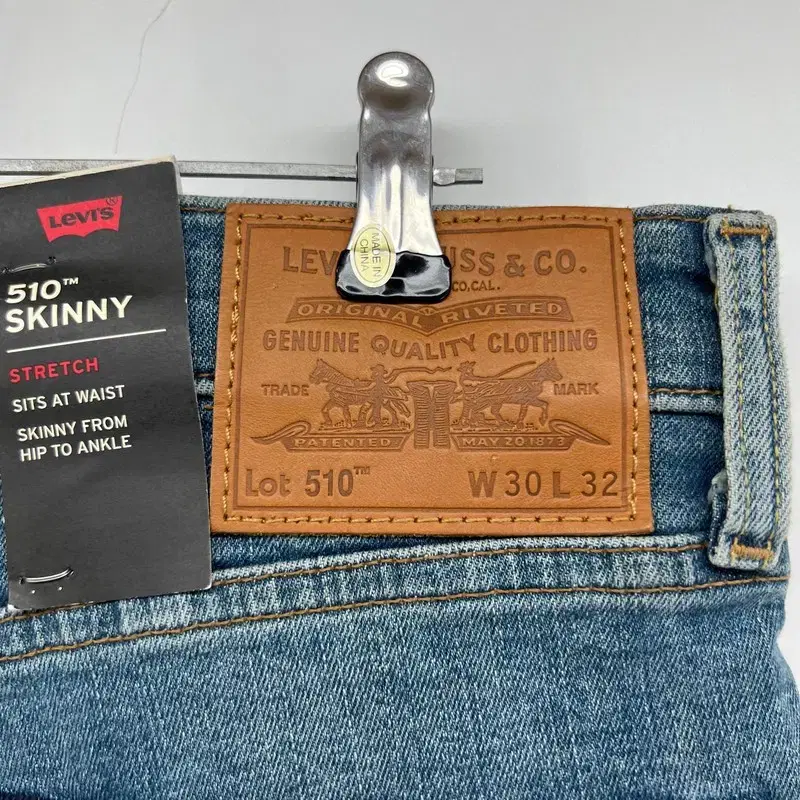 LEVI'S®
510™
SKINNY
STRETCH
SITS AT WAIST
SKINNY FROM
HIP TO ANKLE
MADE IN
CHINA
LEV USS & CO.
CO, CAL.
ORIGINAL RIVETED
GENUINE QUALITY CLOTHING
TRADE MARK
PATENTED MAY 20 1873
Lot 510™ W 30 L 32